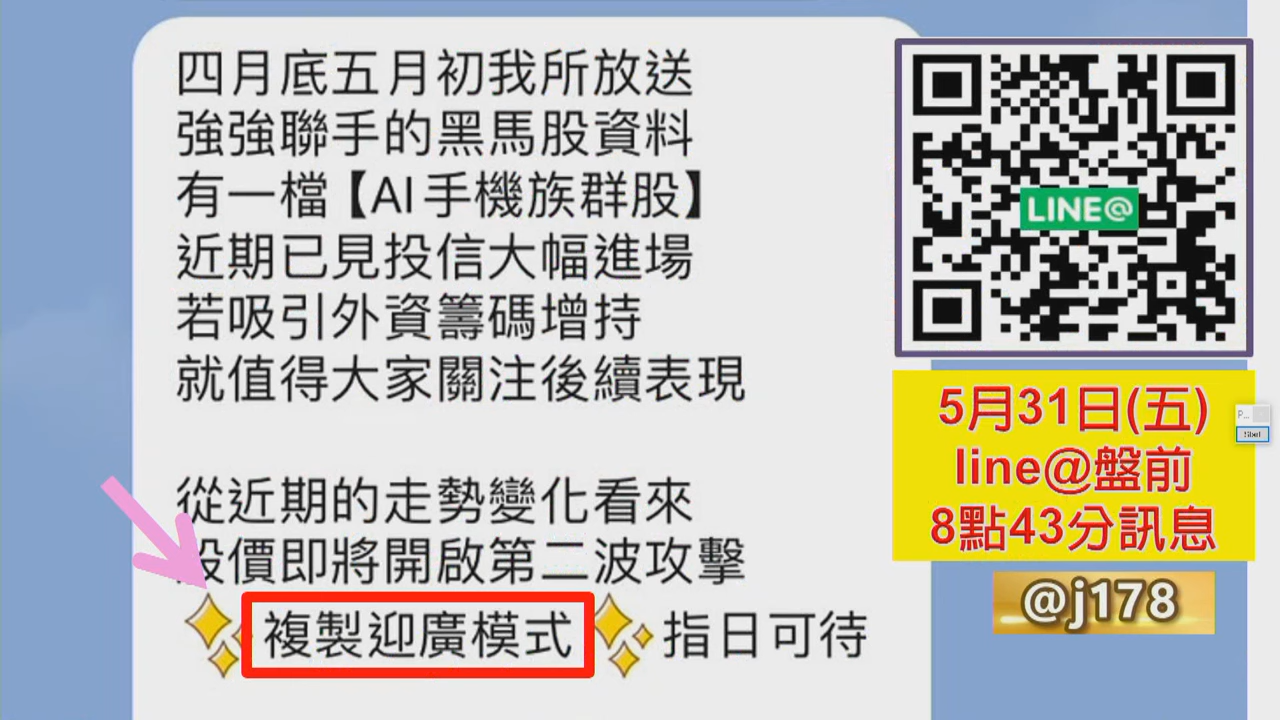 四月底五月初我所放送
強強聯手的黑馬股資料
有一檔【AI手機族群股】
近期已見投信大幅進場
若吸引外資籌碼增持
就值得大家關注後續表現
從近期的走勢變化看來
股價即將開啟第二波攻擊
複製迎廣模式 指日可待
LINE@
5月31日(五)
line@盤前
8點43分訊息
@j178